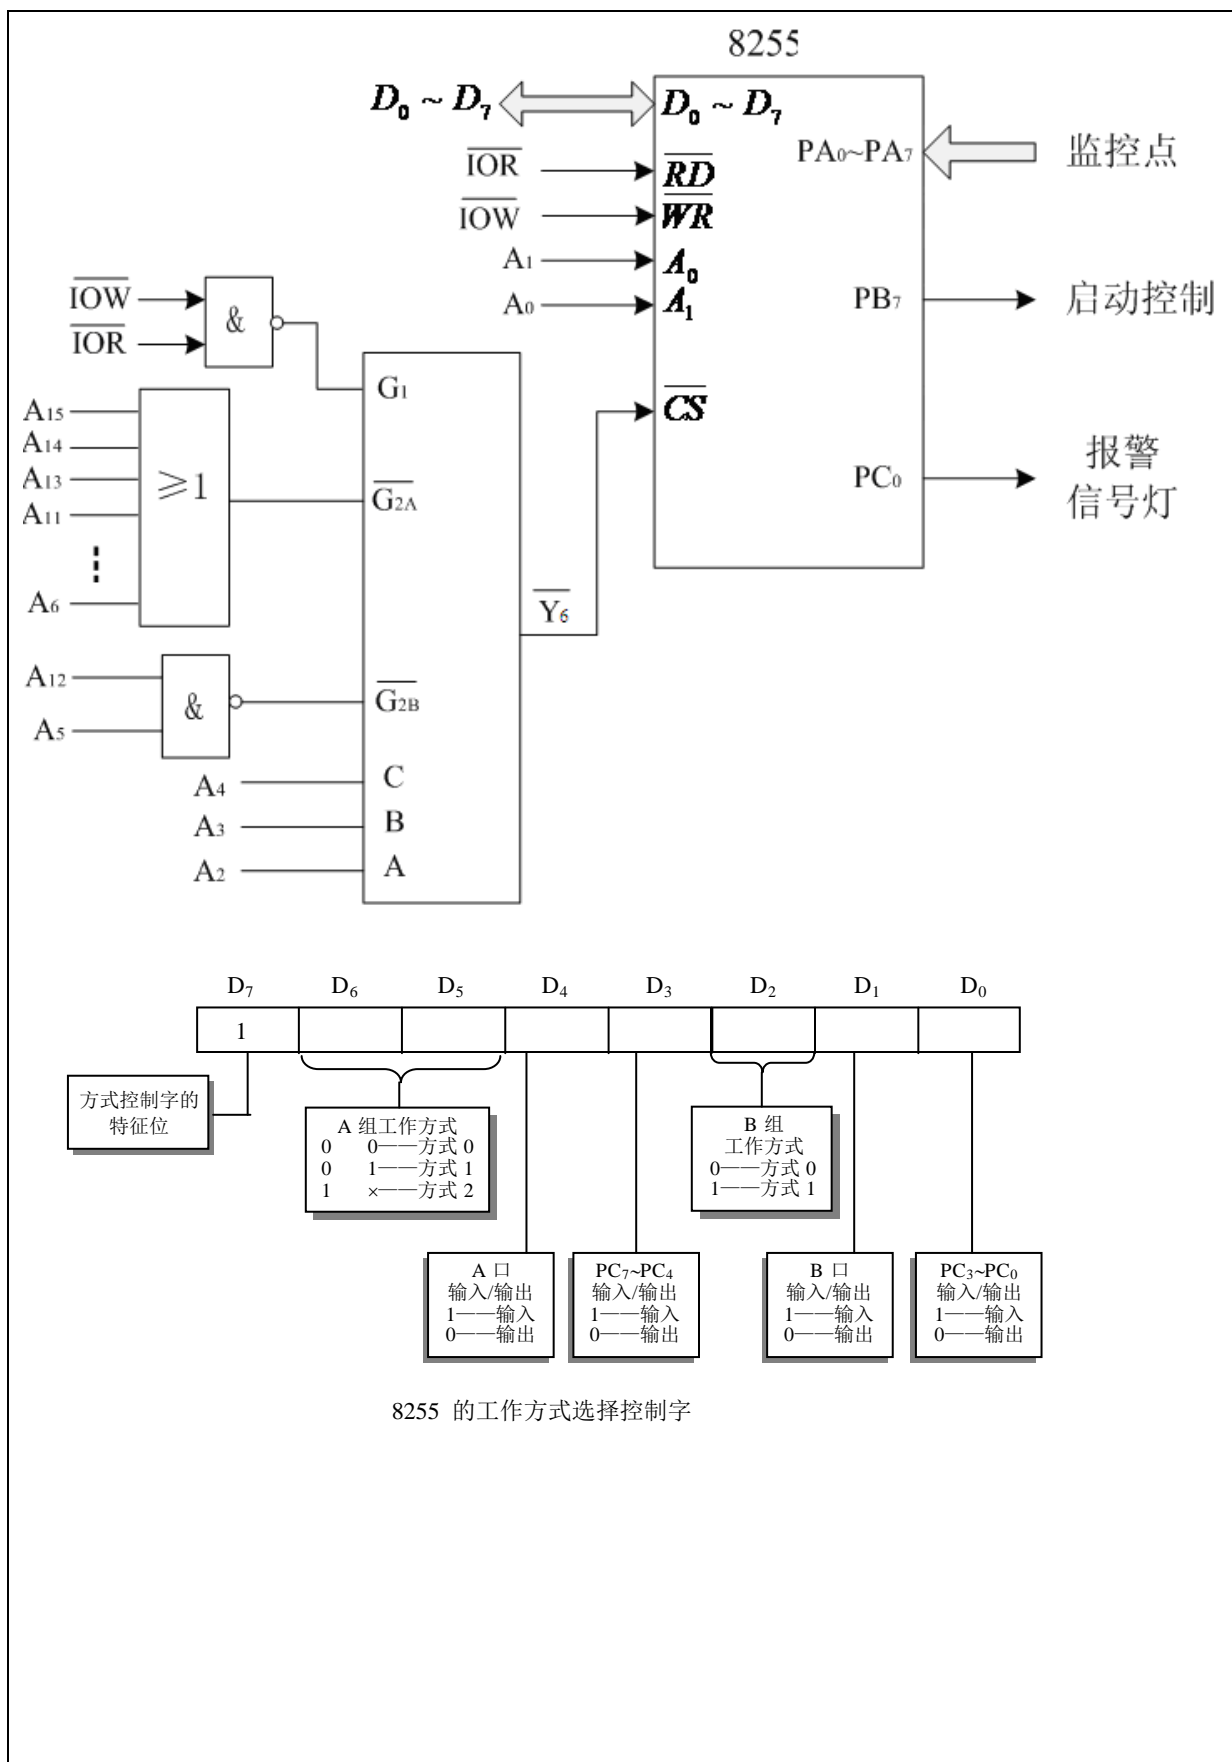 8255
D₀ ~ D₇
D₀ ~ D₇
PA₀~PA₇
监控点
IOR
RD
IOW
WR
A₁
A₀
A₀
A₁
PB₇
启动控制
IOW
IOR
&
G₁
CS
A₁₅
A₁₄
A₁₃
A₁₁
A₆
≥1
G₂A
PC₀
报警
信号灯
Y₆
A₁₂
A₅
&
G₂B
A₄
C
A₃
B
A₂
A
D₇ D₆ D₅ D₄ D₃ D₂ D₁ D₀
1
方式控制字的
特征位
A 组工作方式
0 0——方式 0
0 1——方式 1
1 ×——方式 2
B 组
工作方式
0——方式 0
1——方式 1
A 口
输入/输出
1——输入
0——输出
PC₇~PC₄
输入/输出
1——输入
0——输出
B 口
输入/输出
1——输入
0——输出
PC₃~PC₀
输入/输出
1——输入
0——输出
8255 的工作方式选择控制字